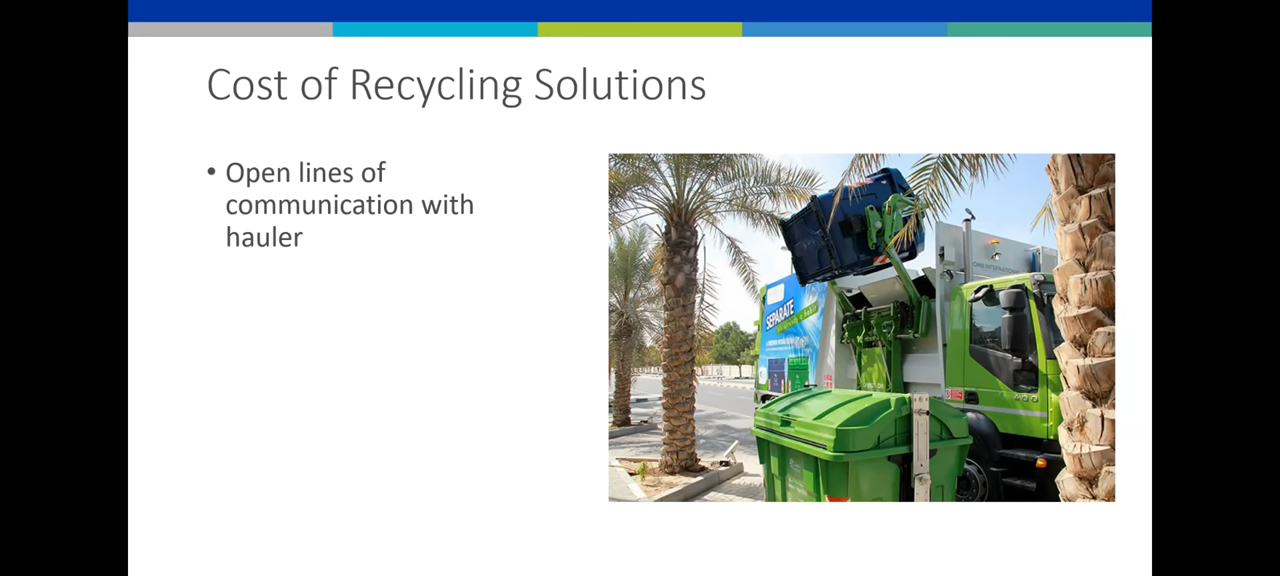 Cost of Recycling Solutions
• Open lines of
communication with
hauler
SEPARATE